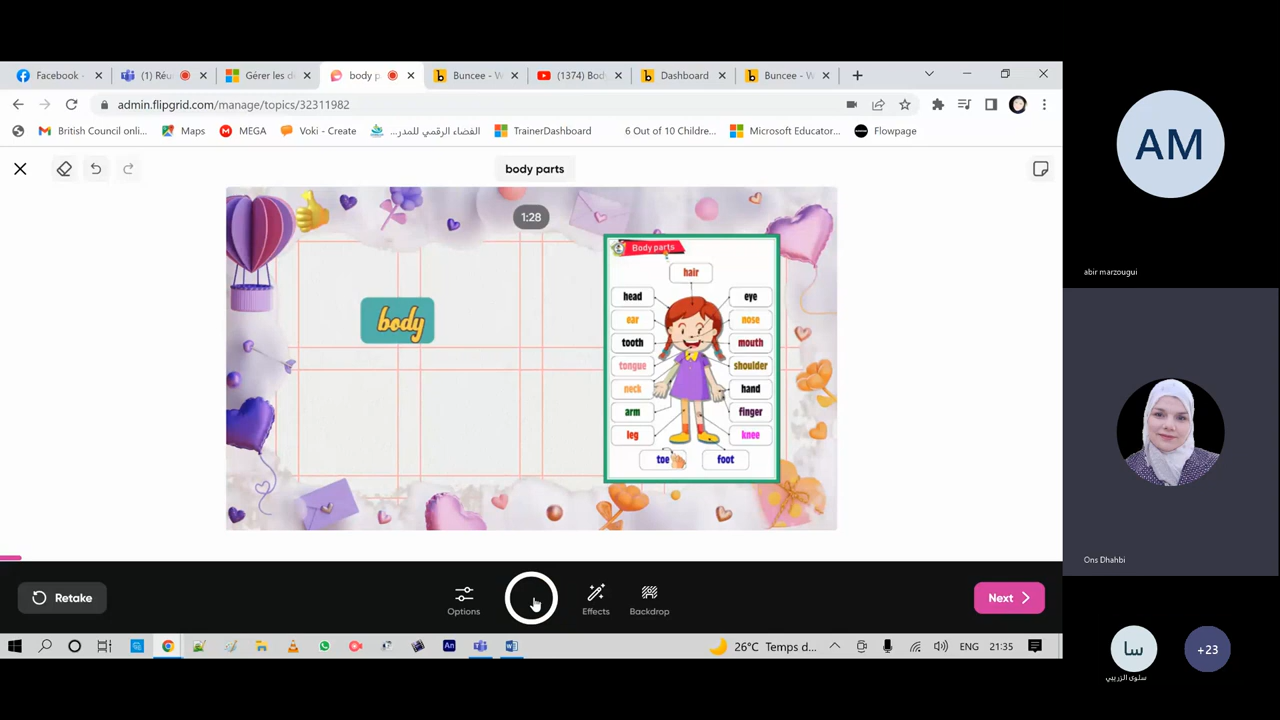 Facebook
(1) Réu
Gérer les d
body p
Buncee - W
(1374) Bod
Dashboard
Buncee - W
admin.flipgrid.com/manage/topics/32311982
British Council onli...
Maps
MEGA
Voki - Create
الفضاء الرقمي للمدر...
TrainerDashboard
6 Out of 10 Childre...
Microsoft Educator...
Flowpage
body parts
1:28
Body parts
hair
head
eye
ear
nose
tooth
mouth
tongue
shoulder
neck
hand
arm
finger
leg
knee
toe
foot
body
Retake
Options
Effects
Backdrop
Next
26°C Temps d...
ENG
21:35
AM
abir marzougui
Ons Dhahbi
سا
+23
سلوى الزريبي